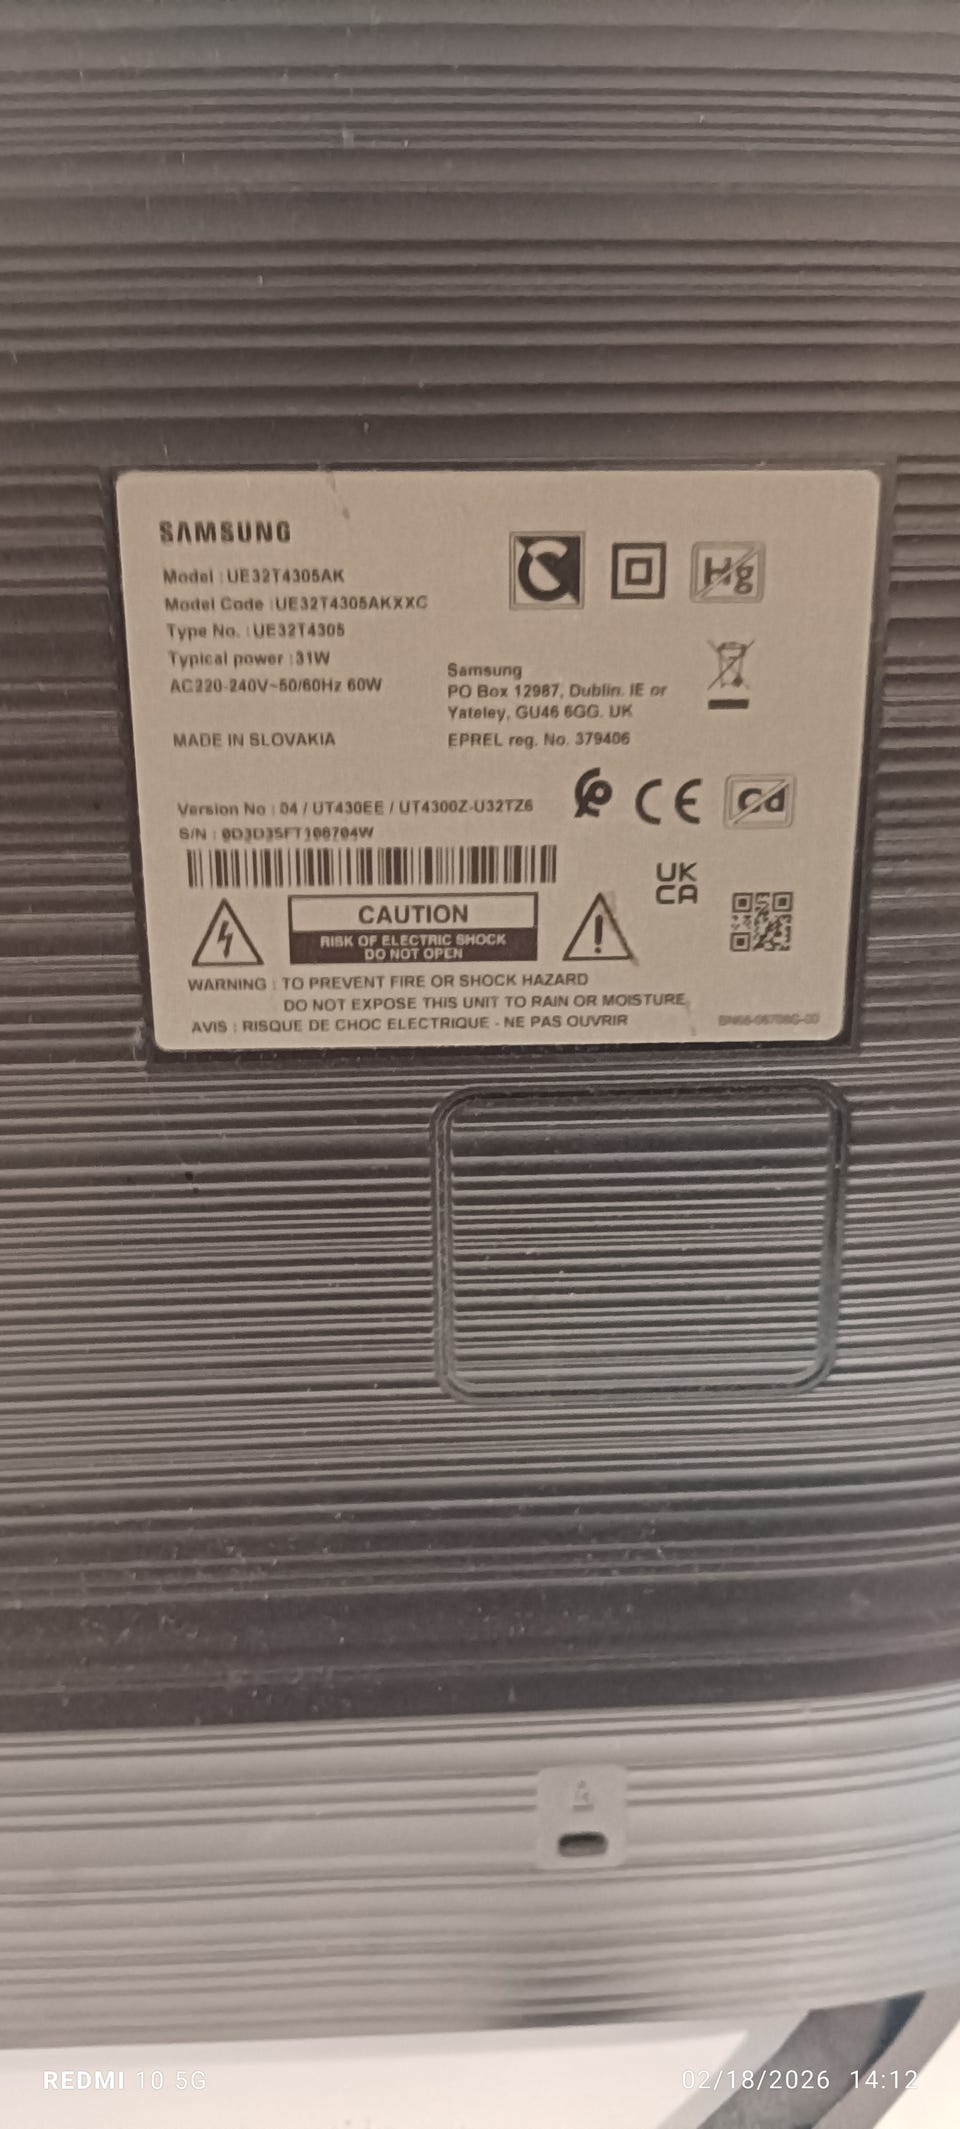 SAMSUNG
Model : UE32T4305AK
Model Code : UE32T4305AKXXC
Type No. : UE32T4305
Typical power : 31W
AC220-240V~50/60Hz 60W
Hg
Samsung
PO Box 12987, Dublin. IE or
Yateley, GU46 6GG. UK
MADE IN SLOVAKIA
EPREL reg. No. 379406
Version No : 04 / UT430EE / UT4300Z-U32TZ6
S/N : 0D3D3SFT108704W
CE
Cd
UK
CA
CAUTION
RISK OF ELECTRIC SHOCK
DO NOT OPEN
WARNING : TO PREVENT FIRE OR SHOCK HAZARD
DO NOT EXPOSE THIS UNIT TO RAIN OR MOISTURE
AVIS : RISQUE DE CHOC ELECTRIQUE - NE PAS OUVRIR
REDMI 10 5G
02/18/2026 14:12